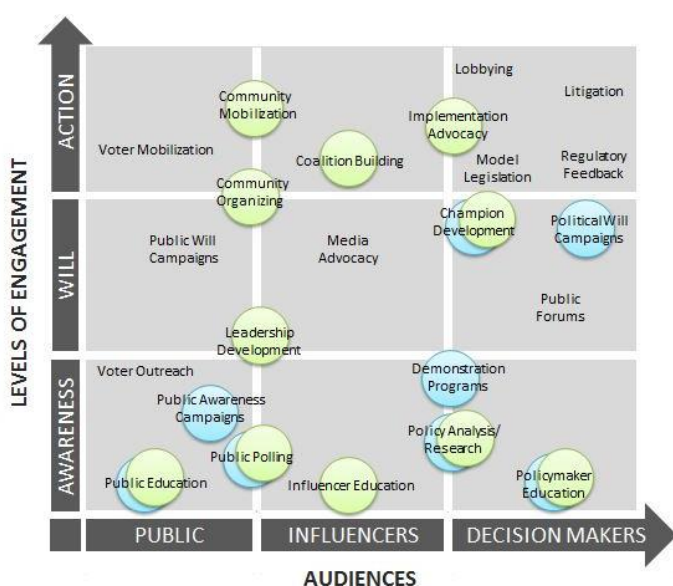 LEVELS OF ENGAGEMENT
ACTION
Lobbying
Litigation
Community
Mobilization
Implementation
Advocacy
Voter Mobilization
Coalition Building
Model
Legislation
Regulatory
Feedback
Community
Organizing
WILL
Champion
Development
Political Will
Campaigns
Public Will
Campaigns
Media
Advocacy
Public
Forums
Leadership
Development
AWARENESS
Voter Outreach
Demonstration
Programs
Public Awareness
Campaigns
Policy Analysis/
Research
Public Polling
Public Education
Influencer Education
Policymaker
Education
PUBLIC
INFLUENCERS
DECISION MAKERS
AUDIENCES